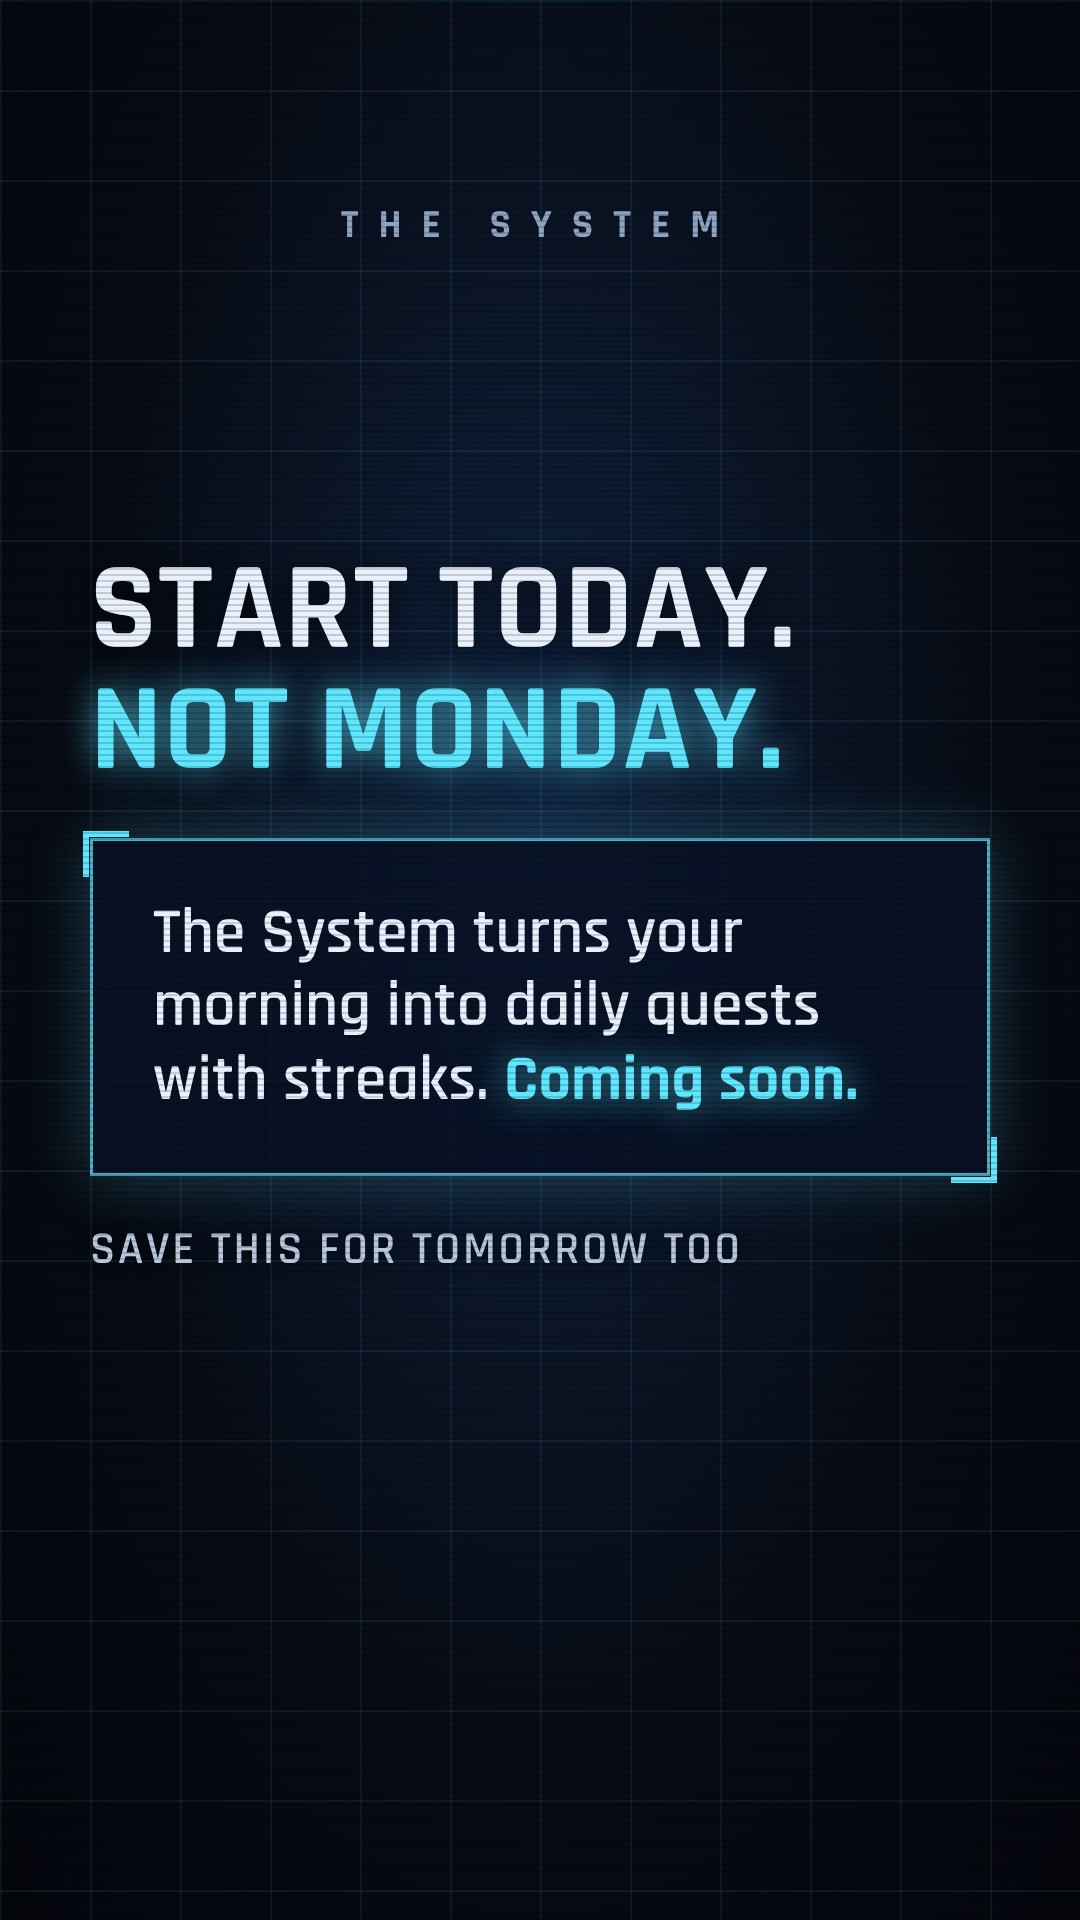 THE SYSTEM
START TODAY.
NOT MONDAY.
The System turns your
morning into daily quests
with streaks. Coming soon.
SAVE THIS FOR TOMORROW TOO